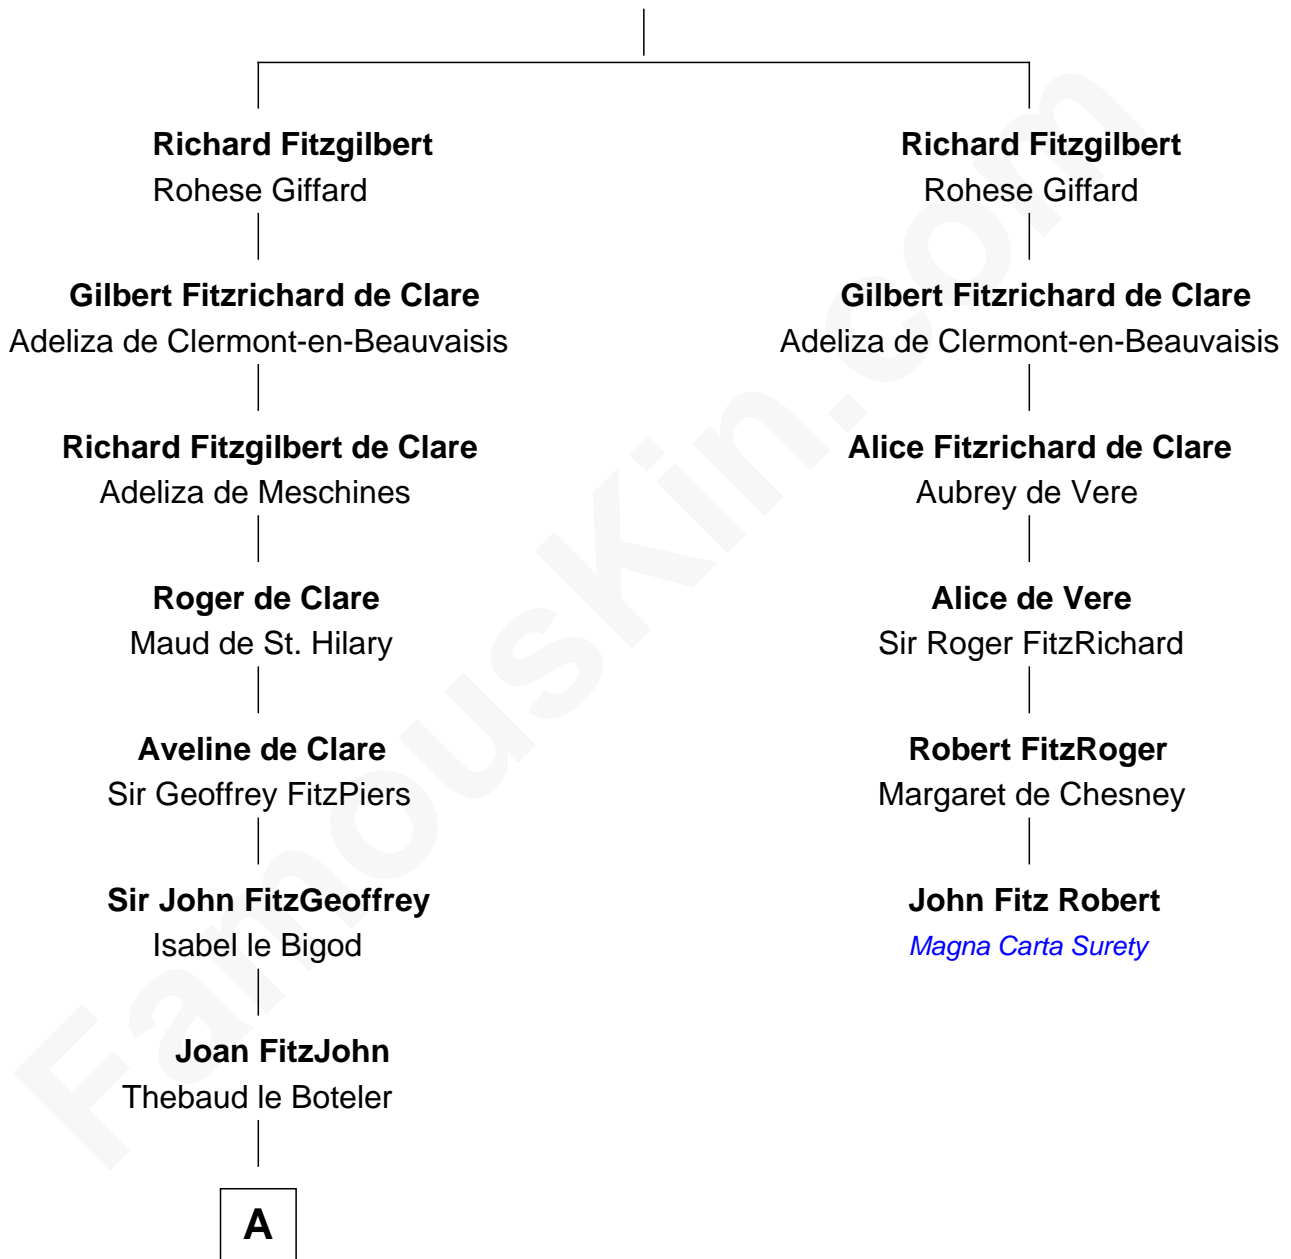 Richard Fitzgilbert
Rohese Giffard
Gilbert Fitzrichard de Clare
Adeliza de Clermont-en-Beauvaisis
Richard Fitzgilbert de Clare
Adeliza de Meschines
Roger de Clare
Maud de St. Hilary
Aveline de Clare
Sir Geoffrey FitzPiers
Sir John FitzGeoffrey
Isabel le Bigod
Joan FitzJohn
Thebaud le Boteler
A
Richard Fitzgilbert
Rohese Giffard
Gilbert Fitzrichard de Clare
Adeliza de Clermont-en-Beauvaisis
Alice Fitzrichard de Clare
Aubrey de Vere
Alice de Vere
Sir Roger FitzRichard
Robert FitzRoger
Margaret de Chesney
John Fitz Robert
Magna Carta Surety
FamousKin.com